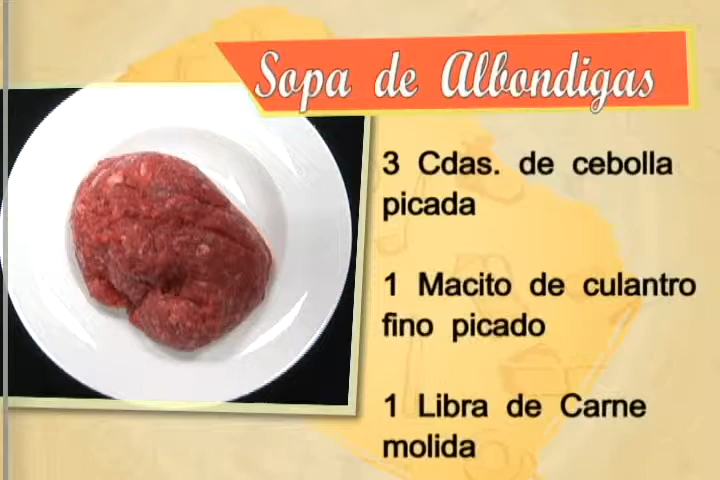 Sopa de Albondigas
3 Cdas. de cebolla
picada
1 Macito de culantro
fino picado
1 Libra de Carne
molida